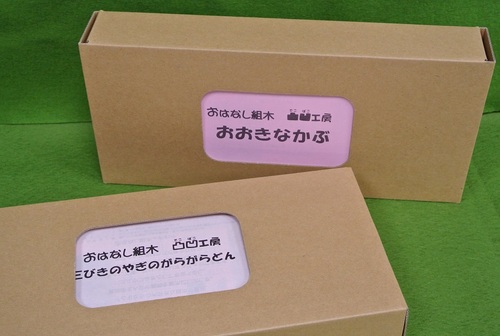 おはなし組木 凸凹工房
おおきなかぶ
おはなし組木 凸凹工房
三びきのやぎのがらがらどん